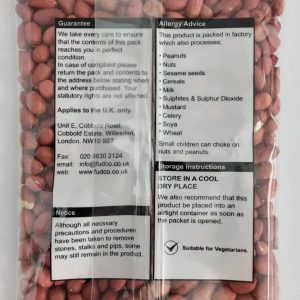 Guarantee
We take every care to ensure
that the contents of this pack
reaches you in perfect
condition.
In case of complaint please
return the pack and contents to
the address below stating when
and where purchased. Your
statutory rights are not affected.
Applies to the U.K. only.
Unit E, Cobbold Road,
Cobbold Estate, Willesden,
London. NW10 9ST
Fax: 020 8830 2124
email: info@fudco.co.uk
web: www.fudco.co.uk
Notice
Although all necessary
precautions and procedures
have been taken to remove
stones, stalks and pips, some
may still remain in the product.
Allergy Advice
This product is packed in factory
which also processes:
• Peanuts
• Nuts
• Sesame seeds
• Cereals
• Milk
• Sulphites & Sulphur Dioxide
• Mustard
• Celery
• Soya
• Wheat
Small children can choke on
nuts and peanuts.
Storage Instructions
STORE IN A COOL
DRY PLACE
We also recommend that this
product be placed into an
airtight container as soon as
the packet is opened.
Suitable for Vegetarians.